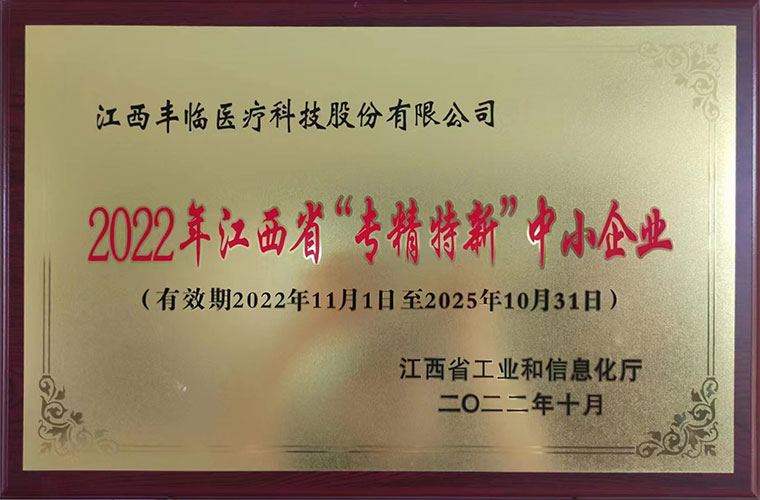 江西丰临医疗科技股份有限公司
2022年江西省“专精特新”中小企业
（有效期2022年11月1日至2025年10月31日）
江西省工业和信息化厅
二〇二二年十月